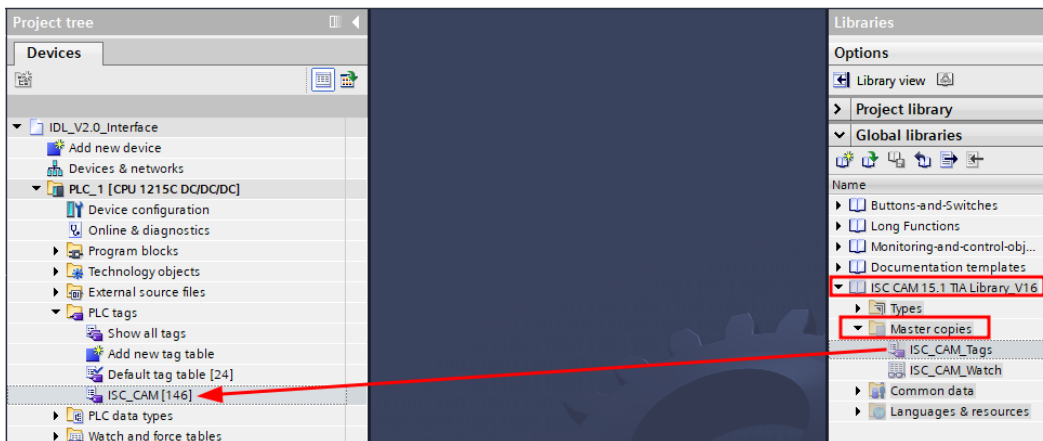 Project tree
Devices
IDL_V2.0_Interface
Add new device
Devices & networks
PLC_1 [CPU 1215C DC/DC/DC]
Device configuration
Online & diagnostics
Program blocks
Technology objects
External source files
PLC tags
Show all tags
Add new tag table
Default tag table [24]
ISC_CAM [146]
PLC data types
Watch and force tables
Libraries
Options
Library view
Project library
Global libraries
Name
Buttons-and-Switches
Long Functions
Monitoring-and-control-obj...
Documentation templates
ISC CAM 15.1 TIA Library_V16
Types
Master copies
ISC_CAM_Tags
ISC_CAM_Watch
Common data
Languages & resources